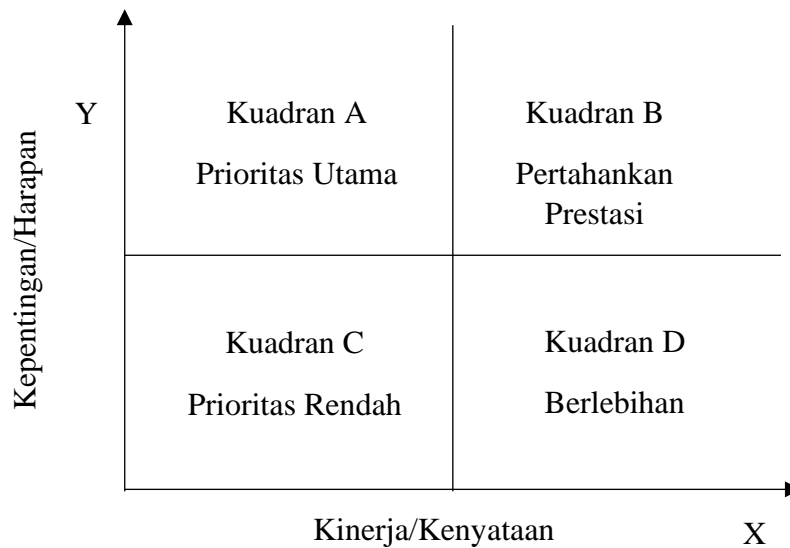 Y
Kepentingan/Harapan
Kuadran A
Prioritas Utama
Kuadran B
Pertahankan
Prestasi
Kuadran C
Prioritas Rendah
Kuadran D
Berlebihan
Kinerja/Kenyataan
X